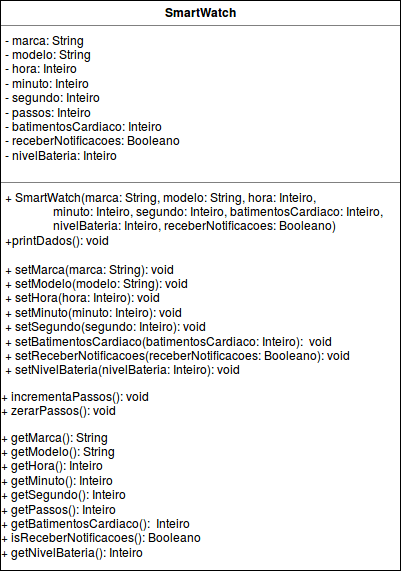 SmartWatch
- marca: String
- modelo: String
- hora: Inteiro
- minuto: Inteiro
- segundo: Inteiro
- passos: Inteiro
- batimentosCardiaco: Inteiro
- receberNotificacoes: Booleano
- nivelBateria: Inteiro
+ SmartWatch(marca: String, modelo: String, hora: Inteiro,
minuto: Inteiro, segundo: Inteiro, batimentosCardiaco: Inteiro,
nivelBateria: Inteiro, receberNotificacoes: Booleano)
+printDados(): void
+ setMarca(marca: String): void
+ setModelo(modelo: String): void
+ setHora(hora: Inteiro): void
+ setMinuto(minuto: Inteiro): void
+ setSegundo(segundo: Inteiro): void
+ setBatimentosCardiaco(batimentosCardiaco: Inteiro): void
+ setReceberNotificacoes(receberNotificacoes: Booleano): void
+ setNivelBateria(nivelBateria: Inteiro): void
+ incrementaPassos(): void
+ zerarPassos(): void
+ getMarca(): String
+ getModelo(): String
+ getHora(): Inteiro
+ getMinuto(): Inteiro
+ getSegundo(): Inteiro
+ getPassos(): Inteiro
+ getBatimentosCardiaco(): Inteiro
+ isReceberNotificacoes(): Booleano
+ getNivelBateria(): Inteiro